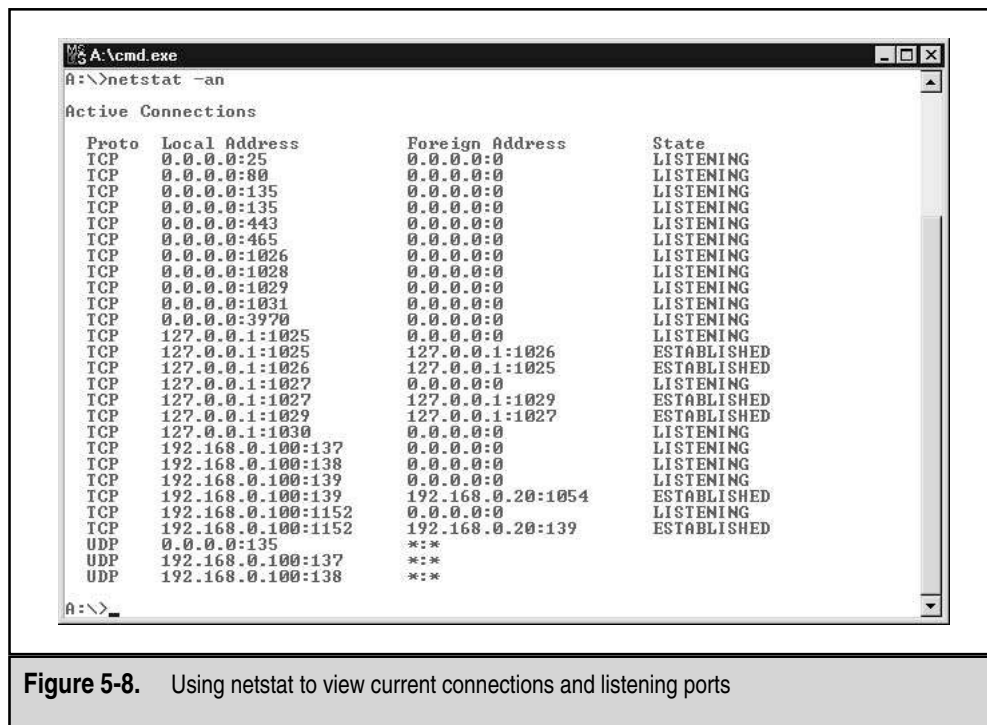 A:\cmd.exe
A:\>netstat -an
Active Connections
Proto  Local Address          Foreign Address        State
TCP    0.0.0.0:25             0.0.0.0:0              LISTENING
TCP    0.0.0.0:80             0.0.0.0:0              LISTENING
TCP    0.0.0.0:135            0.0.0.0:0              LISTENING
TCP    0.0.0.0:135            0.0.0.0:0              LISTENING
TCP    0.0.0.0:443            0.0.0.0:0              LISTENING
TCP    0.0.0.0:465            0.0.0.0:0              LISTENING
TCP    0.0.0.0:1026           0.0.0.0:0              LISTENING
TCP    0.0.0.0:1028           0.0.0.0:0              LISTENING
TCP    0.0.0.0:1029           0.0.0.0:0              LISTENING
TCP    0.0.0.0:1031           0.0.0.0:0              LISTENING
TCP    0.0.0.0:3970           0.0.0.0:0              LISTENING
TCP    127.0.0.1:1025         0.0.0.0:0              LISTENING
TCP    127.0.0.1:1025         127.0.0.1:1026         ESTABLISHED
TCP    127.0.0.1:1026         127.0.0.1:1025         ESTABLISHED
TCP    127.0.0.1:1027         0.0.0.0:0              LISTENING
TCP    127.0.0.1:1027         127.0.0.1:1029         ESTABLISHED
TCP    127.0.0.1:1029         127.0.0.1:1027         ESTABLISHED
TCP    127.0.0.1:1030         0.0.0.0:0              LISTENING
TCP    192.168.0.100:137      0.0.0.0:0              LISTENING
TCP    192.168.0.100:138      0.0.0.0:0              LISTENING
TCP    192.168.0.100:139      0.0.0.0:0              LISTENING
TCP    192.168.0.100:139      192.168.0.20:1054      ESTABLISHED
TCP    192.168.0.100:1152     0.0.0.0:0              LISTENING
TCP    192.168.0.100:1152     192.168.0.20:139       ESTABLISHED
UDP    0.0.0.0:135            *:*
UDP    192.168.0.100:137      *:*
UDP    192.168.0.100:138      *:*
A:\>_
Figure 5-8. Using netstat to view current connections and listening ports